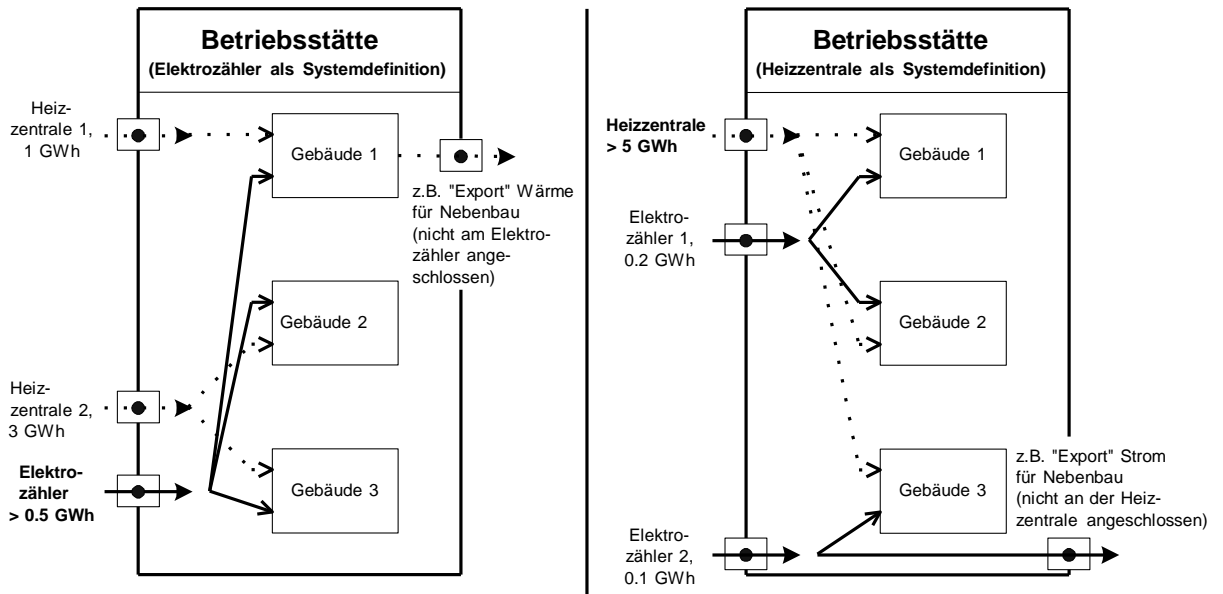 Betriebsstätte
(Elektrozähler als Systemdefinition)
Heiz-
zentrale 1,
1 GWh
Gebäude 1
z.B. "Export" Wärme
für Nebenbau
(nicht am Elektro-
zähler ange-
schlossen)
Gebäude 2
Heiz-
zentrale 2,
3 GWh
Elektro-
zähler
> 0.5 GWh
Gebäude 3
Betriebsstätte
(Heizzentrale als Systemdefinition)
Heizzentrale
> 5 GWh
Gebäude 1
Elektro-
zähler 1,
0.2 GWh
Gebäude 2
Gebäude 3
z.B. "Export" Strom
für Nebenbau
(nicht an der Heiz-
zentrale angeschlossen)
Elektro-
zähler 2,
0.1 GWh